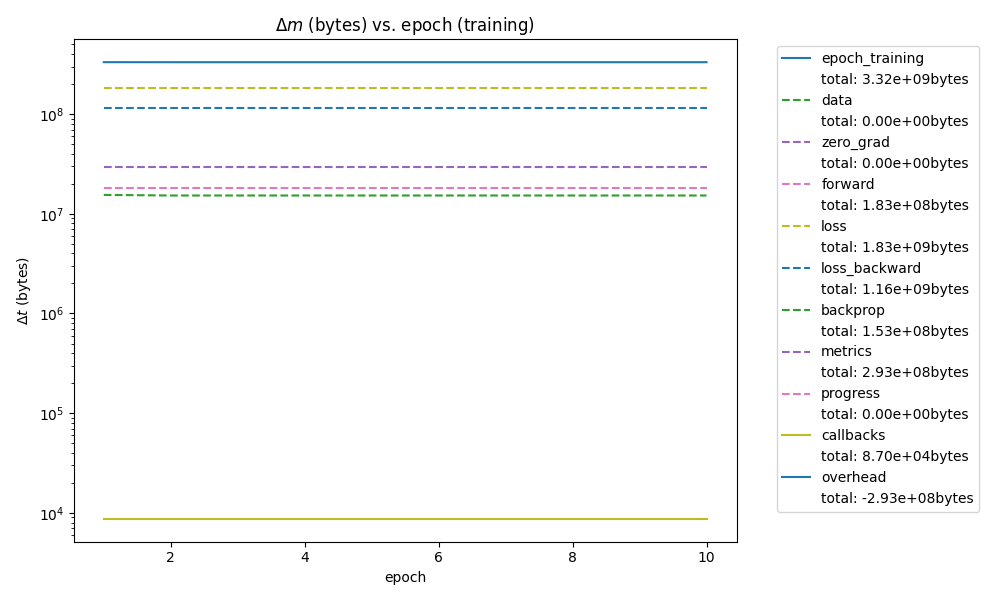 Δm (bytes) vs. epoch (training)
Δt (bytes)
10^8
10^7
10^6
10^5
10^4
2
4
6
8
10
epoch
epoch_training
total: 3.32e+09bytes
data
total: 0.00e+00bytes
zero_grad
total: 0.00e+00bytes
forward
total: 1.83e+08bytes
loss
total: 1.83e+09bytes
loss_backward
total: 1.16e+09bytes
backprop
total: 1.53e+08bytes
metrics
total: 2.93e+08bytes
progress
total: 0.00e+00bytes
callbacks
total: 8.70e+04bytes
overhead
total: -2.93e+08bytes